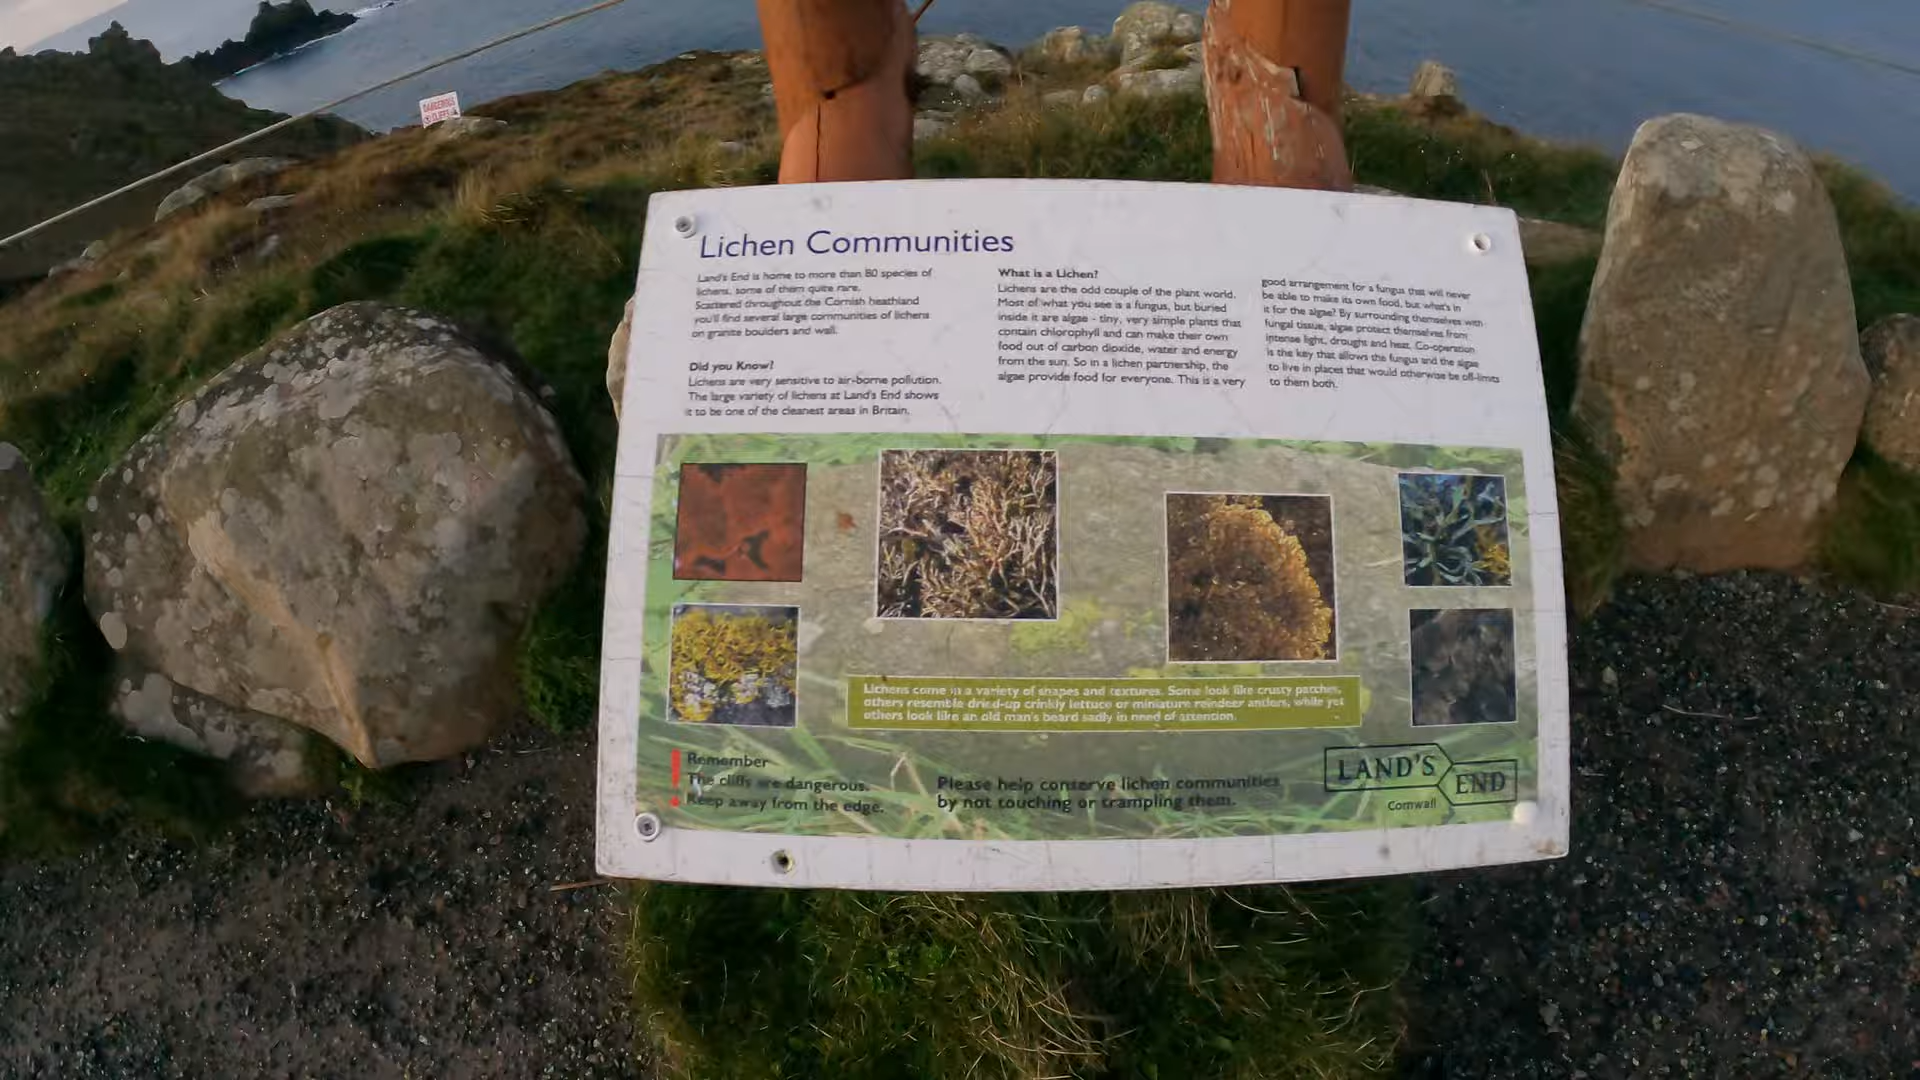 DANGEROUS
CLIFFS
Lichen Communities
Land's End is home to more than 80 species of
lichens, some of them quite rare.
Scattered throughout the Cornish heathland
you'll find several large communities of lichens
on granite boulders and wall.
Did you Know?
Lichens are very sensitive to air-borne pollution.
The large variety of lichens at Land's End shows
it to be one of the cleanest areas in Britain.
What is a Lichen?
Lichens are the odd couple of the plant world.
Most of what you see is a fungus, but buried
inside it are algae - tiny, very simple plants that
contain chlorophyll and can make their own
food out of carbon dioxide, water and energy
from the sun. So in a lichen partnership, the
algae provide food for everyone. This is a very
good arrangement for a fungus that will never
be able to make its own food, but what's in
it for the algae? By surrounding themselves with
fungal tissue, algae protect themselves from
intense light, drought and heat. Co-operation
is the key that allows the fungus and the algae
to live in places that would otherwise be off-limits
to them both.
Lichens come in a variety of shapes and textures. Some look like crusty patches,
others resemble dried-up crinkly lettuce or miniature reindeer antlers, while yet
others look like an old man's beard sadly in need of attention.
Remember
The cliffs are dangerous.
Keep away from the edge.
Please help conserve lichen communities
by not touching or trampling them.
LAND'S
END
Cornwall